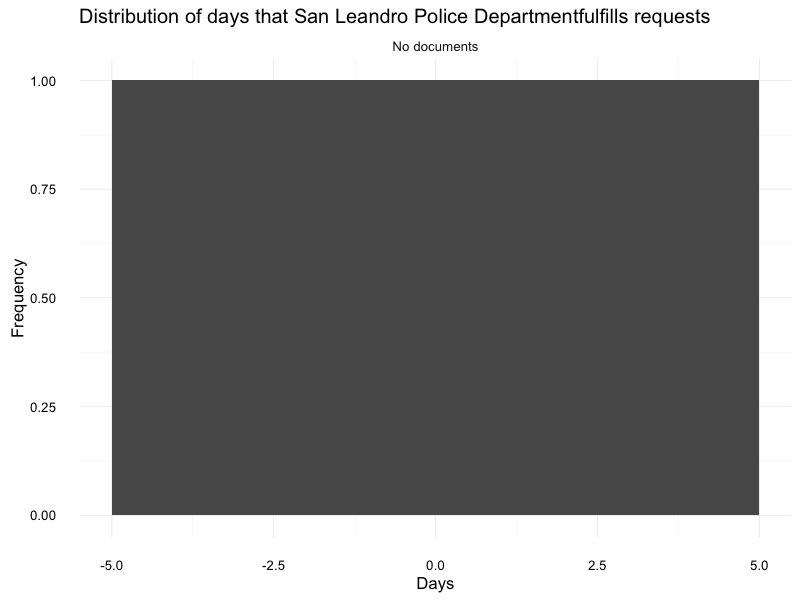 Distribution of days that San Leandro Police Departmentfulfills requests
No documents
1.00
0.75
0.50
0.25
0.00
Frequency
-5.0 -2.5 0.0 2.5 5.0
Days